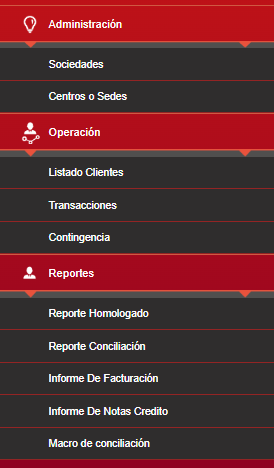 Administración
Sociedades
Centros o Sedes
Operación
Listado Clientes
Transacciones
Contingencia
Reportes
Reporte Homologado
Reporte Conciliación
Informe De Facturación
Informe De Notas Credito
Macro de conciliación